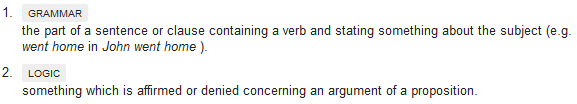 1. GRAMMAR
the part of a sentence or clause containing a verb and stating something about the subject (e.g.
went home in John went home ).
2. LOGIC
something which is affirmed or denied concerning an argument of a proposition.